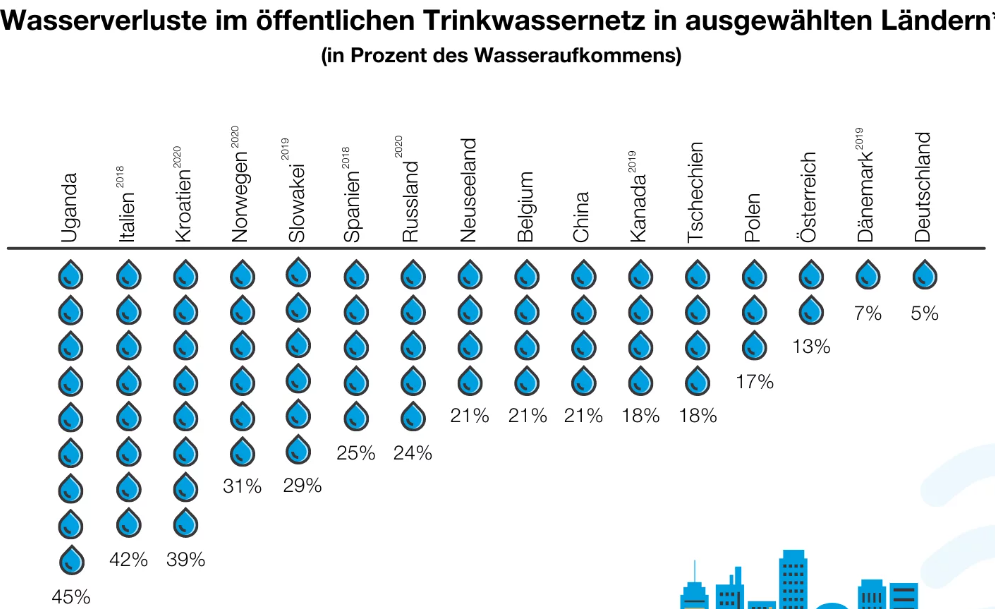 Wasserverluste im öffentlichen Trinkwassernetz in ausgewählten Ländern*
(in Prozent des Wasseraufkommens)
Uganda
Italien 2018
Kroatien 2020
Norwegen 2020
Slowakei 2019
Spanien 2018
Russland 2020
Neuseeland
Belgium
China
Kanada 2019
Tschechien
Polen
Österreich
Dänemark 2019
Deutschland
45%
42%
39%
31%
29%
25%
24%
21%
21%
21%
18%
18%
17%
13%
7%
5%